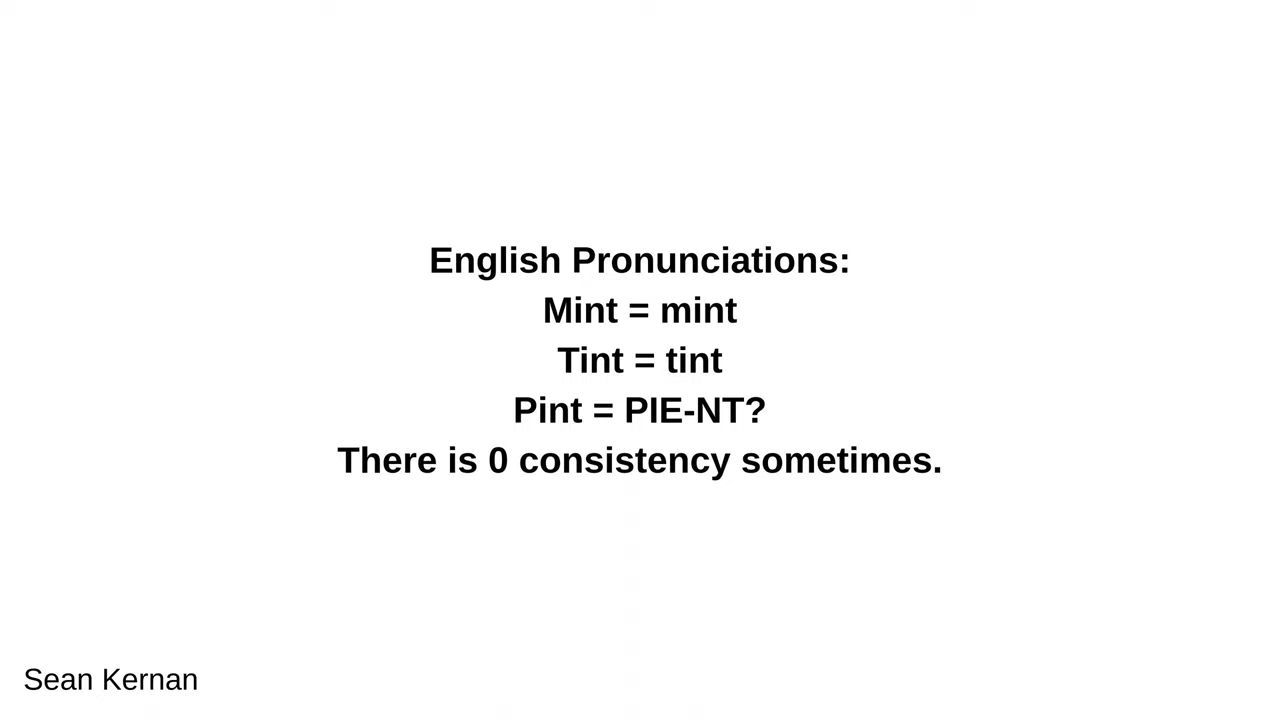 English Pronunciations:
Mint = mint
Tint = tint
Pint = PIE-NT?
There is 0 consistency sometimes.
Sean Kernan